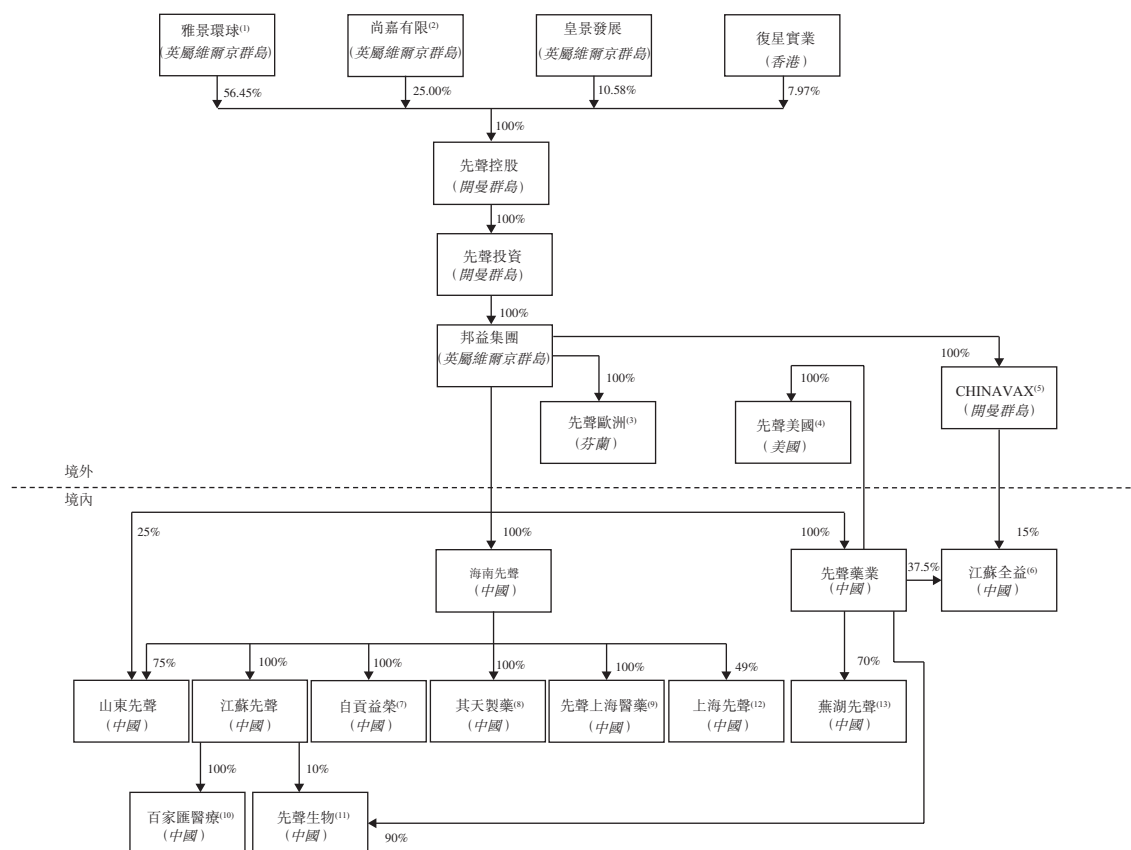 雅景環球(1)
(英屬維爾京群島)
尚嘉有限(2)
(英屬維爾京群島)
皇景發展
(英屬維爾京群島)
復星實業
(香港)
56.45%
25.00%
10.58%
7.97%
100%
先聲控股
(開曼群島)
100%
先聲投資
(開曼群島)
100%
邦益集團
(英屬維爾京群島)
100%
100%
100%
先聲歐洲(3)
(芬蘭)
先聲美國(4)
(美國)
CHINAVAX(5)
(開曼群島)
境外
境內
25%
100%
100%
15%
海南先聲
(中國)
先聲藥業
(中國)
37.5%
江蘇全益(6)
(中國)
75%
100%
100%
100%
100%
49%
70%
山東先聲
(中國)
江蘇先聲
(中國)
自貢益榮(7)
(中國)
其天製藥(8)
(中國)
先聲上海醫藥(9)
(中國)
上海先聲(12)
(中國)
蕪湖先聲(13)
(中國)
100%
10%
百家匯醫療(10)
(中國)
先聲生物(11)
(中國)
90%